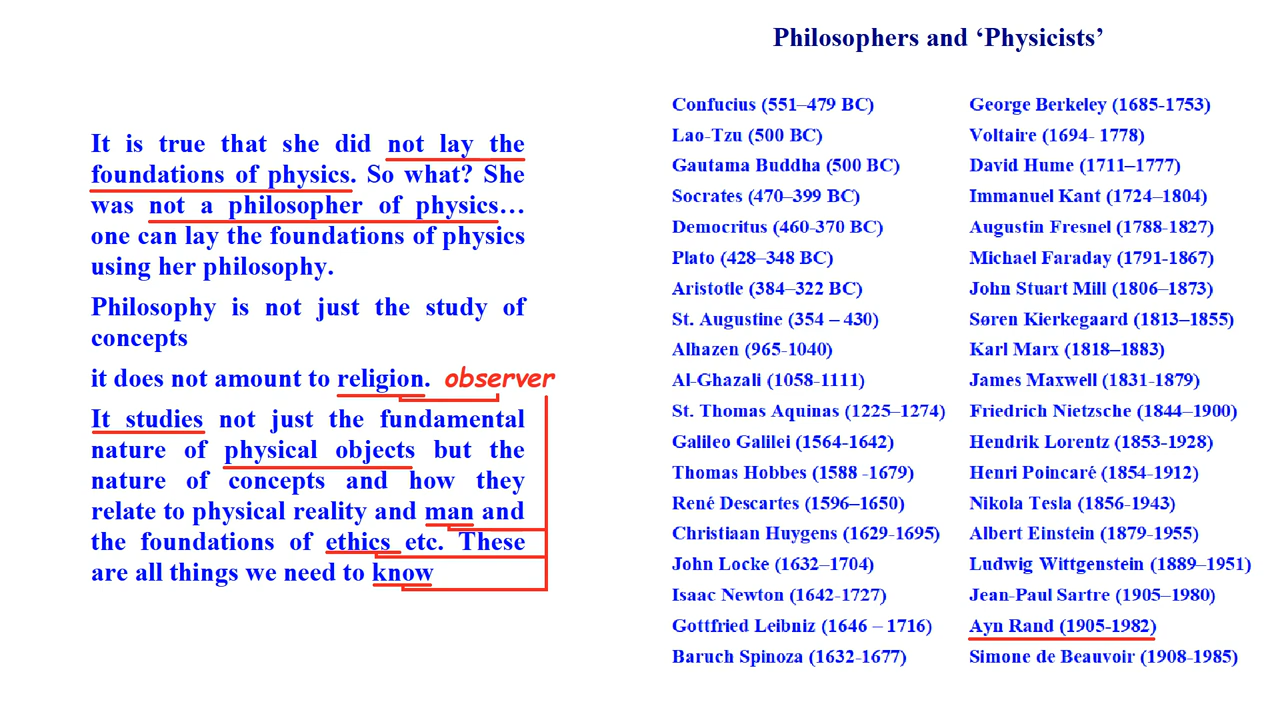 It is true that she did not lay the
foundations of physics. So what? She
was not a philosopher of physics…
one can lay the foundations of physics
using her philosophy.
Philosophy is not just the study of
concepts
it does not amount to religion. observer
It studies not just the fundamental
nature of physical objects but the
nature of concepts and how they
relate to physical reality and man and
the foundations of ethics etc. These
are all things we need to know
Philosophers and ‘Physicists’
Confucius (551–479 BC)
Lao-Tzu (500 BC)
Gautama Buddha (500 BC)
Socrates (470–399 BC)
Democritus (460-370 BC)
Plato (428–348 BC)
Aristotle (384–322 BC)
St. Augustine (354 – 430)
Alhazen (965-1040)
Al-Ghazali (1058-1111)
St. Thomas Aquinas (1225–1274)
Galileo Galilei (1564-1642)
Thomas Hobbes (1588 -1679)
René Descartes (1596–1650)
Christiaan Huygens (1629-1695)
John Locke (1632–1704)
Isaac Newton (1642-1727)
Gottfried Leibniz (1646 – 1716)
Baruch Spinoza (1632-1677)
George Berkeley (1685-1753)
Voltaire (1694- 1778)
David Hume (1711–1777)
Immanuel Kant (1724–1804)
Augustin Fresnel (1788-1827)
Michael Faraday (1791-1867)
John Stuart Mill (1806–1873)
Søren Kierkegaard (1813–1855)
Karl Marx (1818–1883)
James Maxwell (1831-1879)
Friedrich Nietzsche (1844–1900)
Hendrik Lorentz (1853-1928)
Henri Poincaré (1854-1912)
Nikola Tesla (1856-1943)
Albert Einstein (1879-1955)
Ludwig Wittgenstein (1889–1951)
Jean-Paul Sartre (1905–1980)
Ayn Rand (1905-1982)
Simone de Beauvoir (1908-1985)